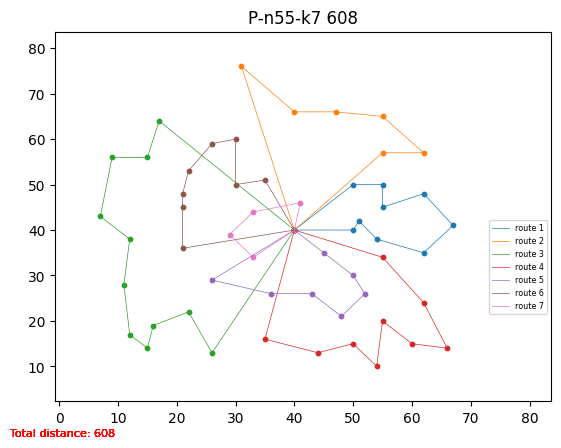 P-n55-k7 608
80
70
60
50
40
30
20
10
0 10 20 30 40 50 60 70 80
route 1
route 2
route 3
route 4
route 5
route 6
route 7
Total distance: 608